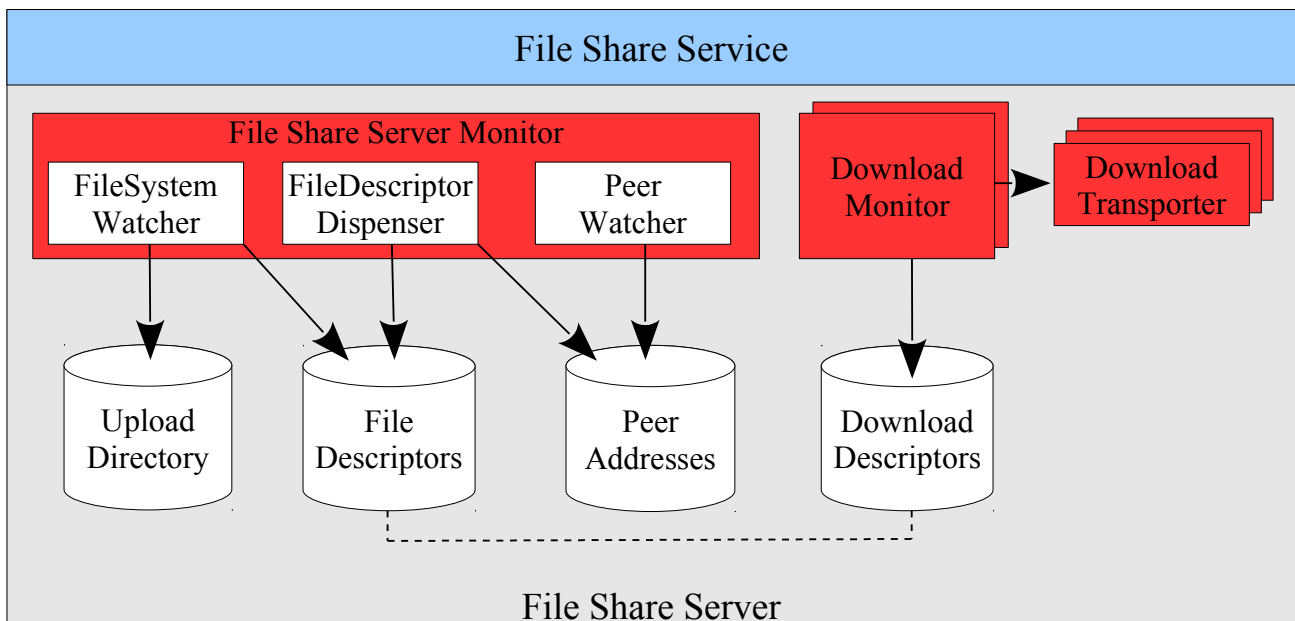 File Share Service
File Share Server Monitor
FileSystem
Watcher
FileDescriptor
Dispenser
Peer
Watcher
Download
Monitor
Download
Transporter
Upload
Directory
File
Descriptors
Peer
Addresses
Download
Descriptors
File Share Server